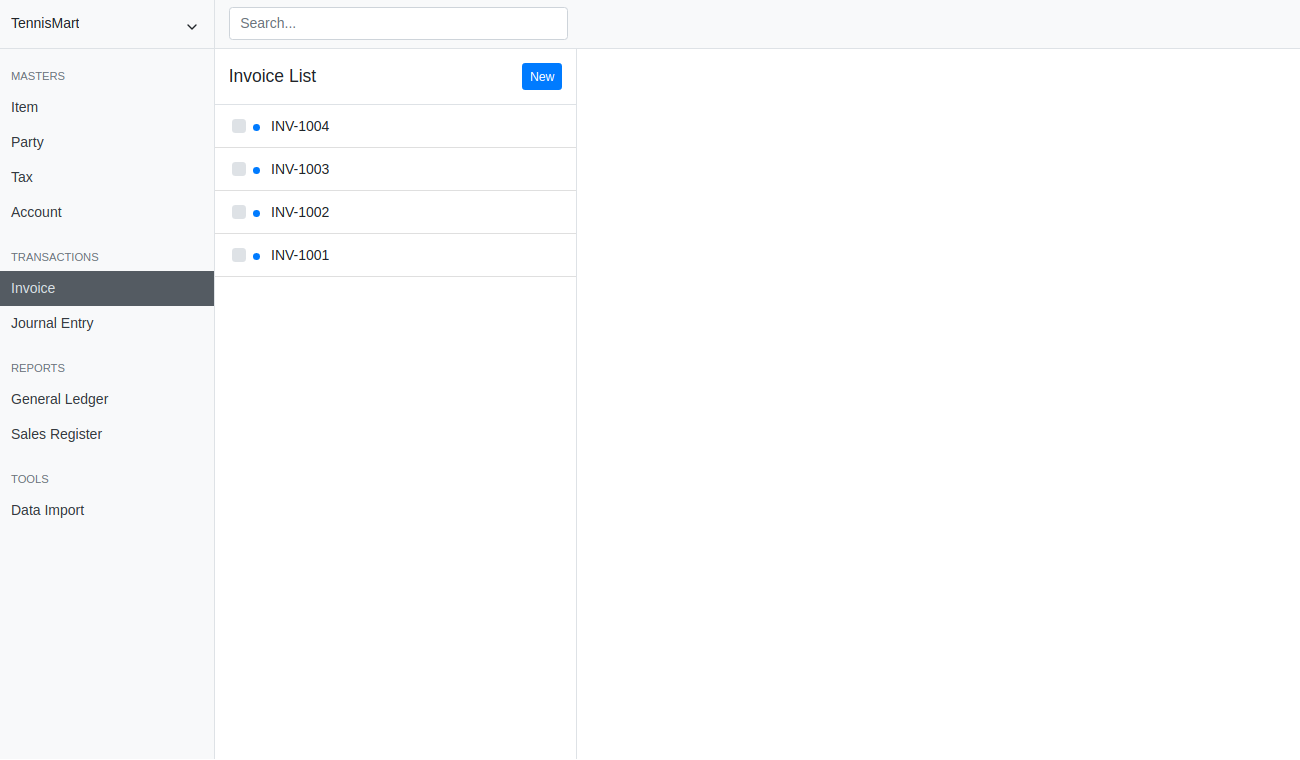 TennisMart
Search...
MASTERS
Item
Party
Tax
Account
TRANSACTIONS
Invoice
Journal Entry
REPORTS
General Ledger
Sales Register
TOOLS
Data Import
Invoice List
New
INV-1004
INV-1003
INV-1002
INV-1001